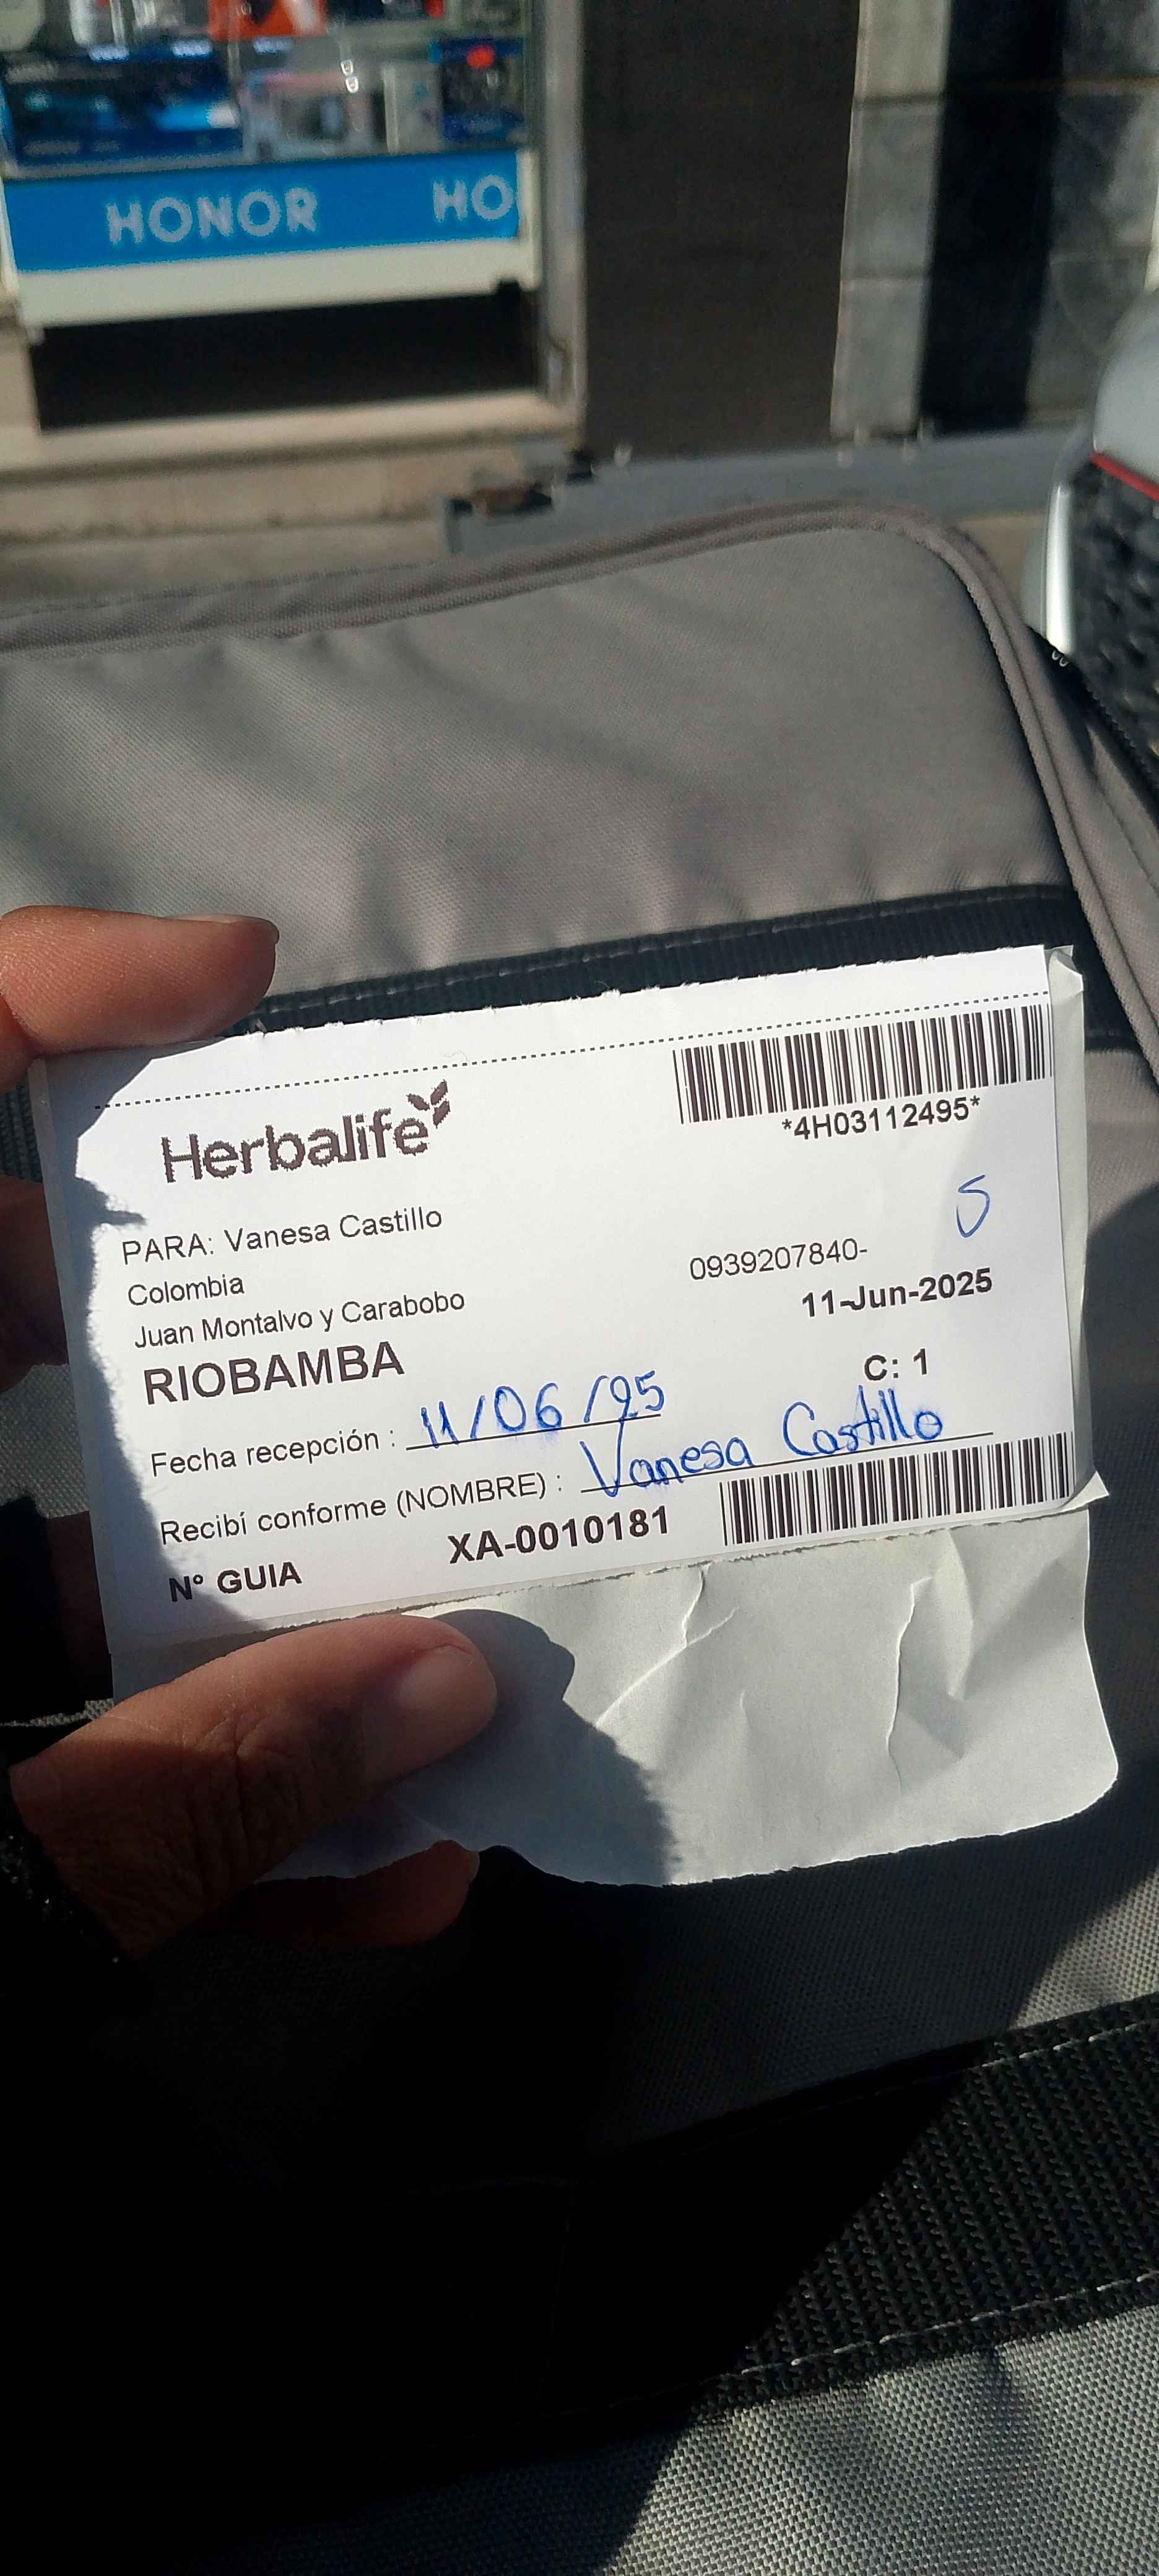 HONOR HO
Herbalife
*4H03112495*
PARA: Vanesa Castillo
Colombia
0939207840-
5
Juan Montalvo y Carabobo
11-Jun-2025
RIOBAMBA
C: 1
Fecha recepción : 11/06/25
Recibí conforme (NOMBRE) : Vanesa Castillo
Nº GUIA XA-0010181